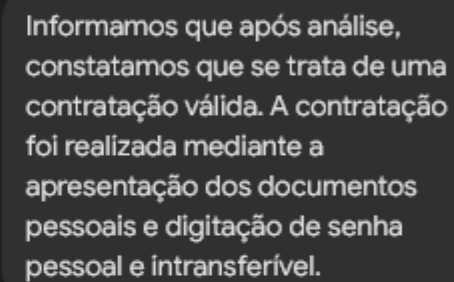 Informamos que após análise,
constatamos que se trata de uma
contratação válida. A contratação
foi realizada mediante a
apresentação dos documentos
pessoais e digitação de senha
pessoal e intransferível.